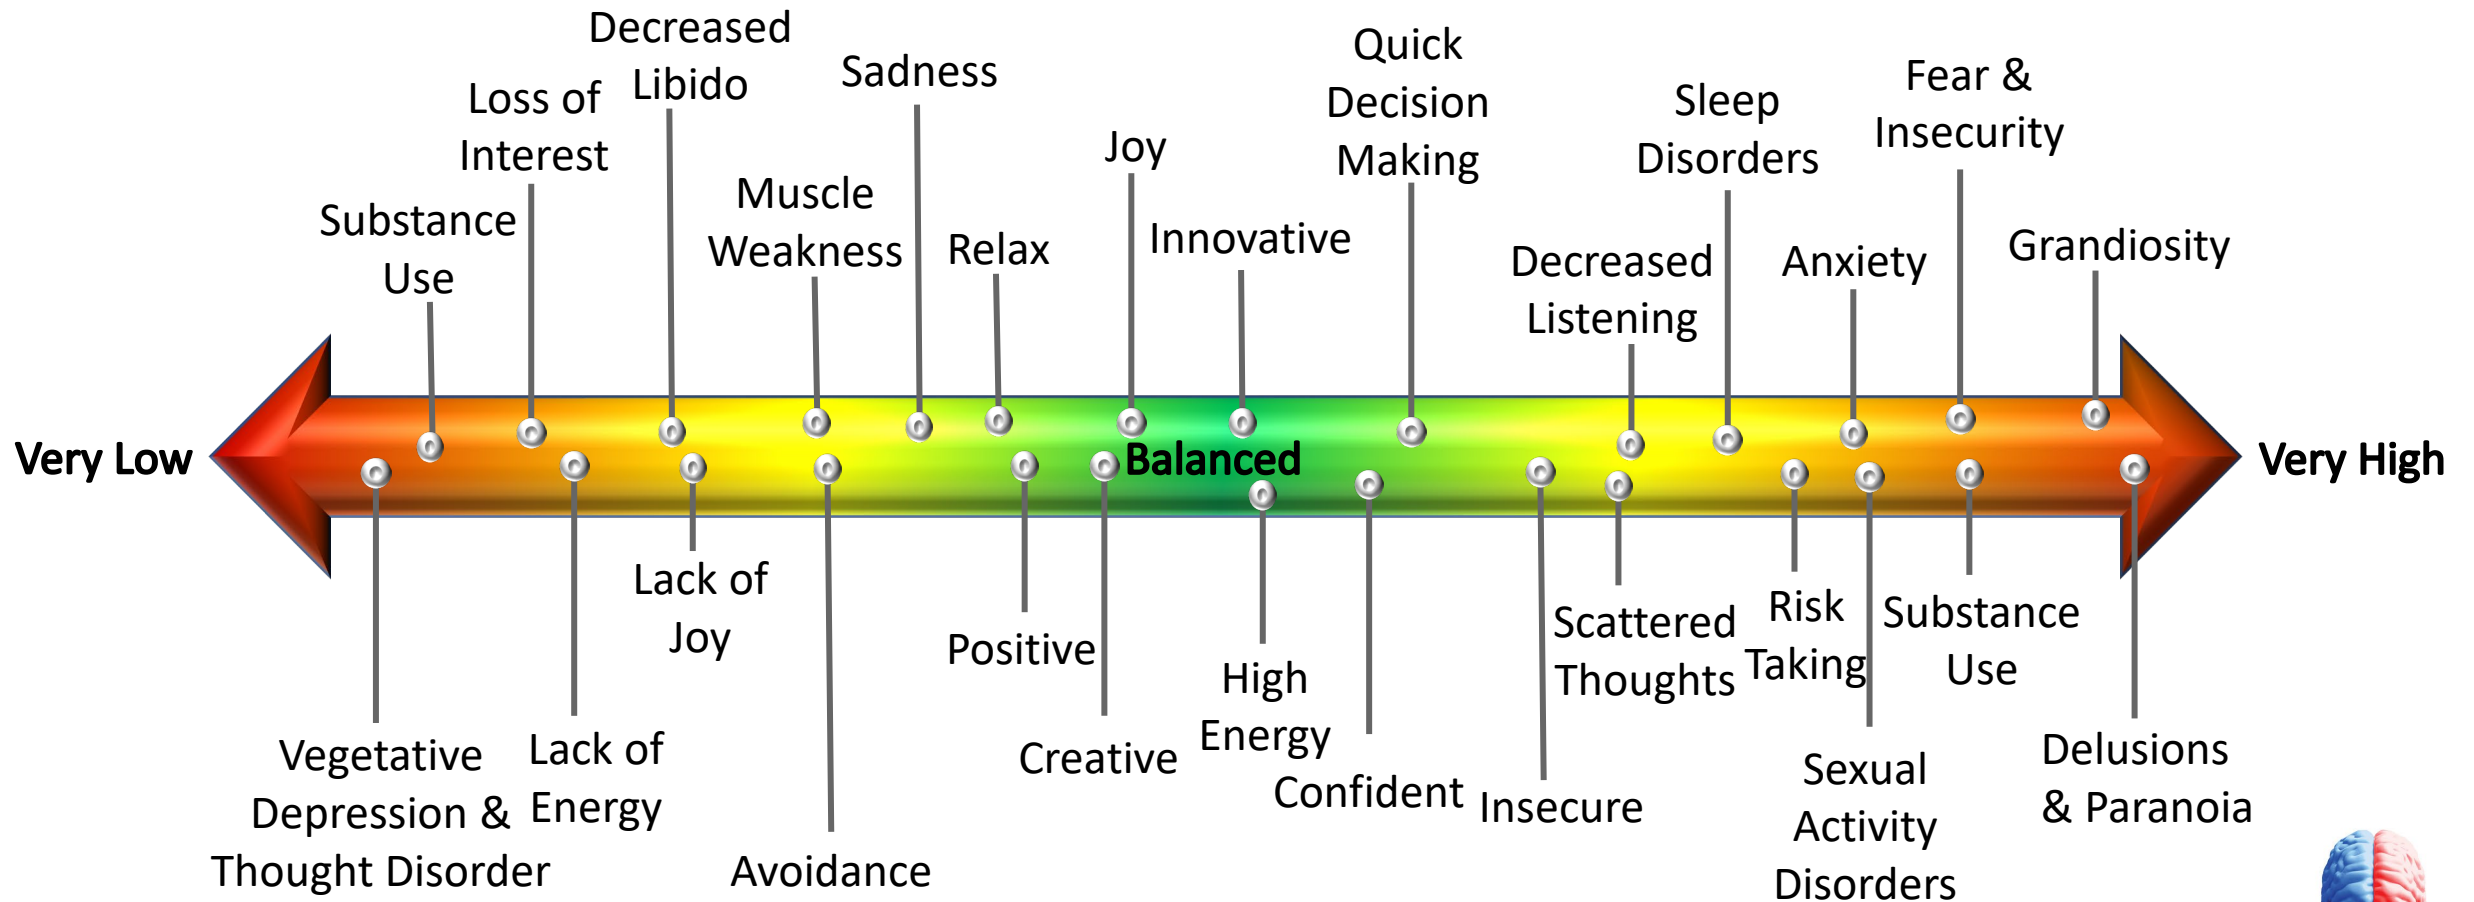 Decreased
Libido
Loss of
Interest
Substance
Use
Sadness
Muscle
Weakness
Relax
Joy
Innovative
Quick
Decision
Making
Sleep
Disorders
Decreased
Listening
Fear &
Insecurity
Anxiety
Grandiosity
Very Low
Balanced
Very High
Vegetative
Depression &
Thought Disorder
Lack of
Energy
Lack of
Joy
Avoidance
Positive
Creative
High
Energy
Confident
Insecure
Scattered
Thoughts
Risk
Taking
Sexual
Activity
Disorders
Substance
Use
Delusions
& Paranoia